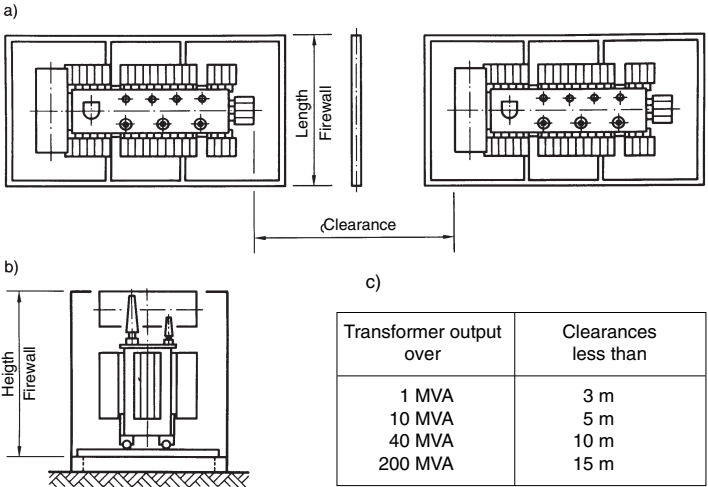 a)
Length
Firewall
Clearance
b)
Heigth
Firewall
c)
Transformer output
over
Clearances
less than
1 MVA 3 m
10 MVA 5 m
40 MVA 10 m
200 MVA 15 m